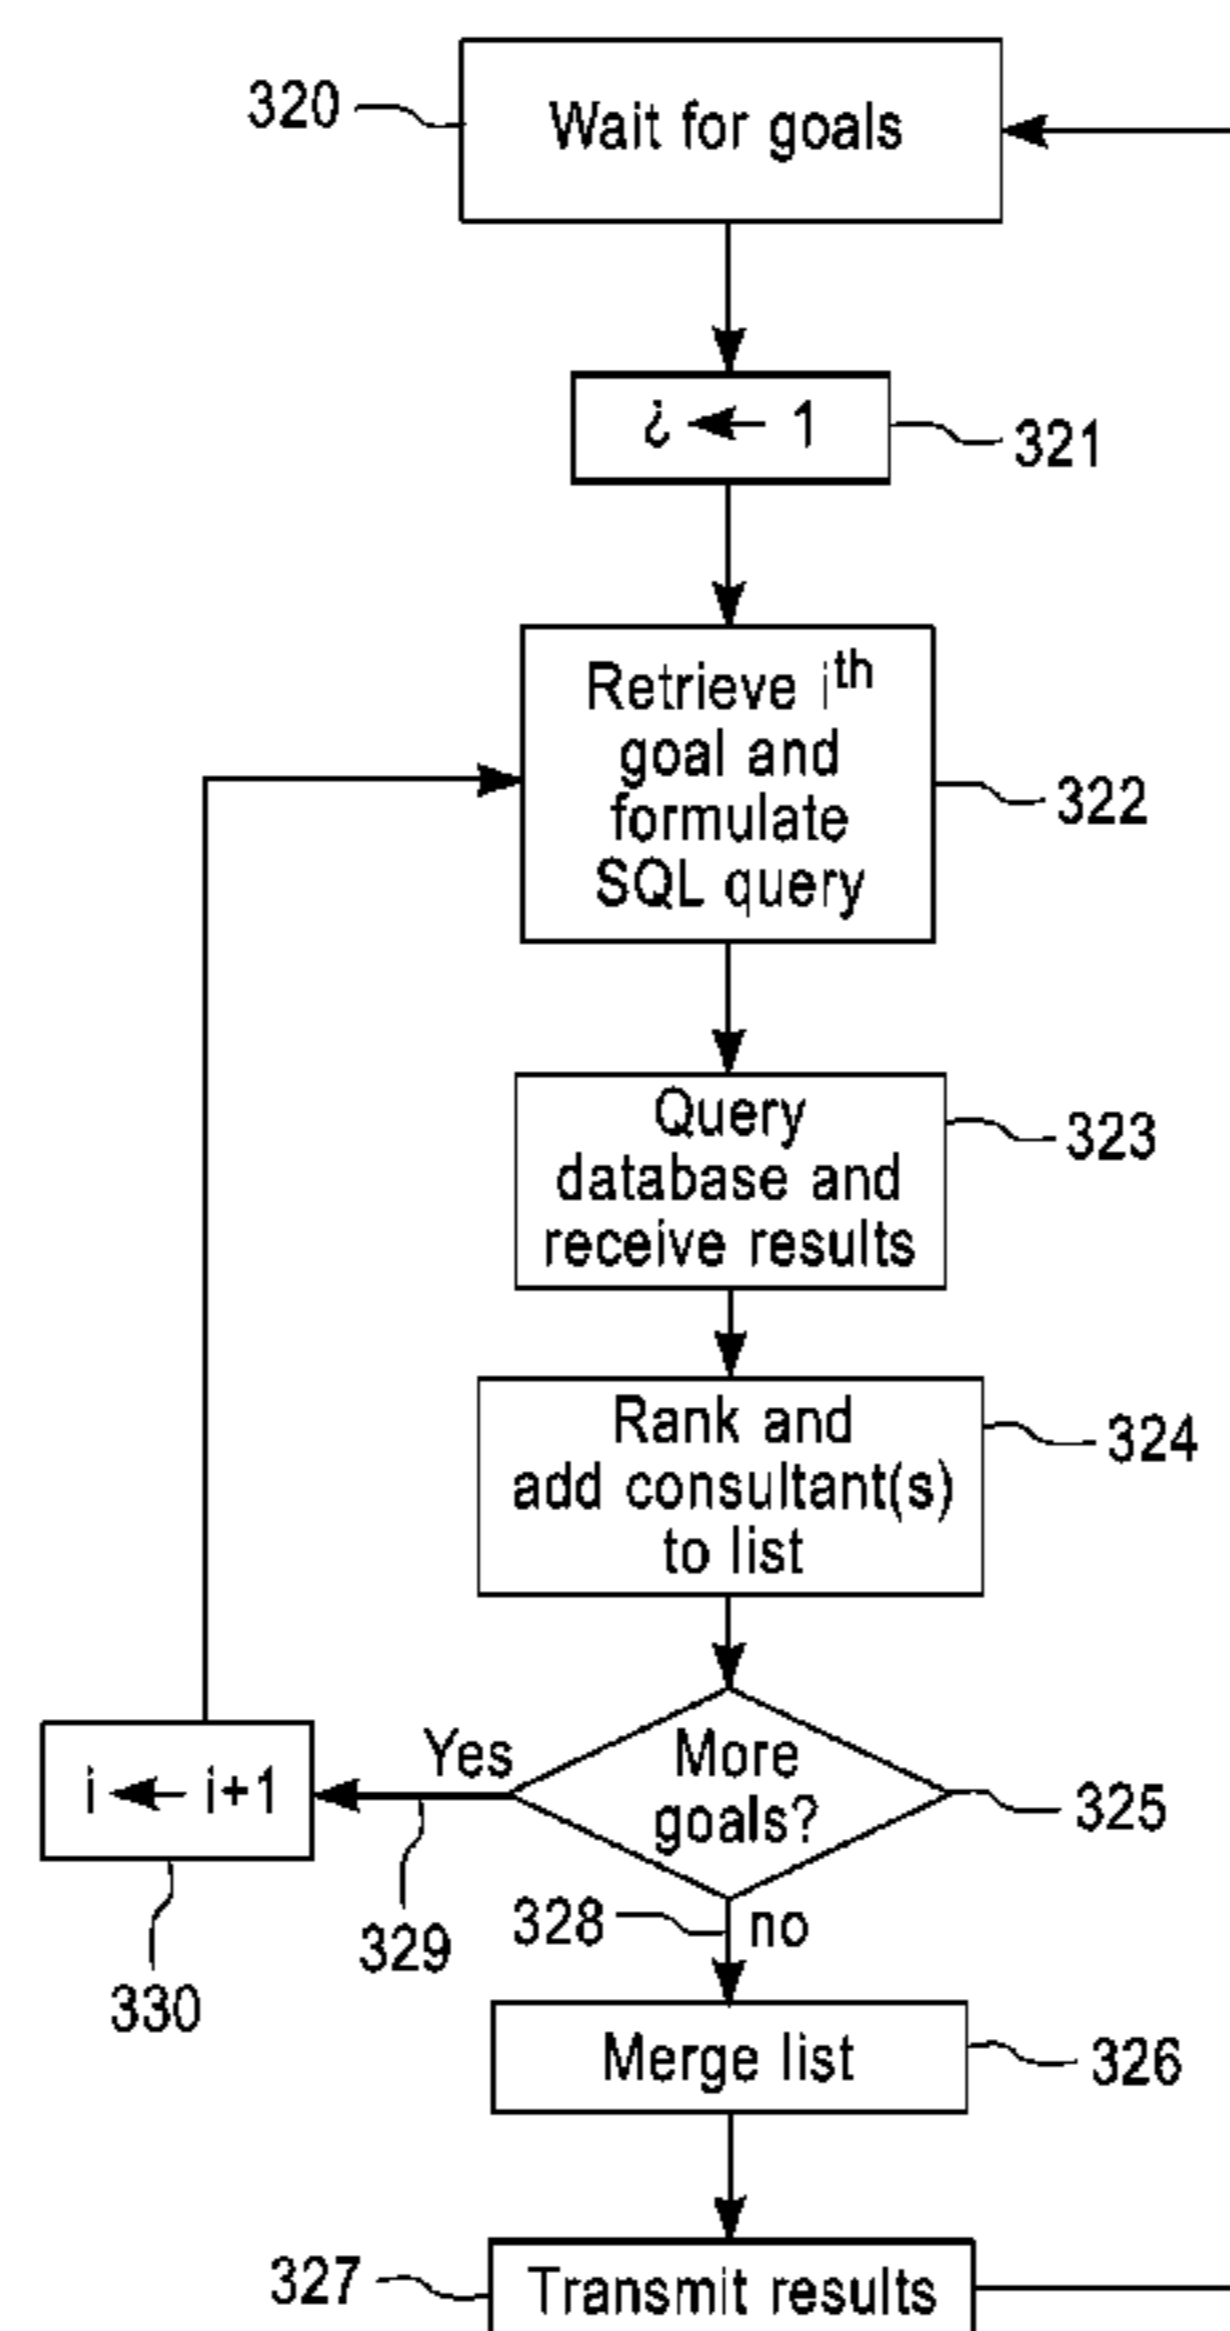 320
Wait for goals
¿ ← 1
321
Retrieve i^th
goal and
formulate
SQL query
322
Query
database and
receive results
323
Rank and
add consultant(s)
to list
324
More
goals?
325
Yes
i ← i+1
329
330
328
no
Merge list
326
327
Transmit results